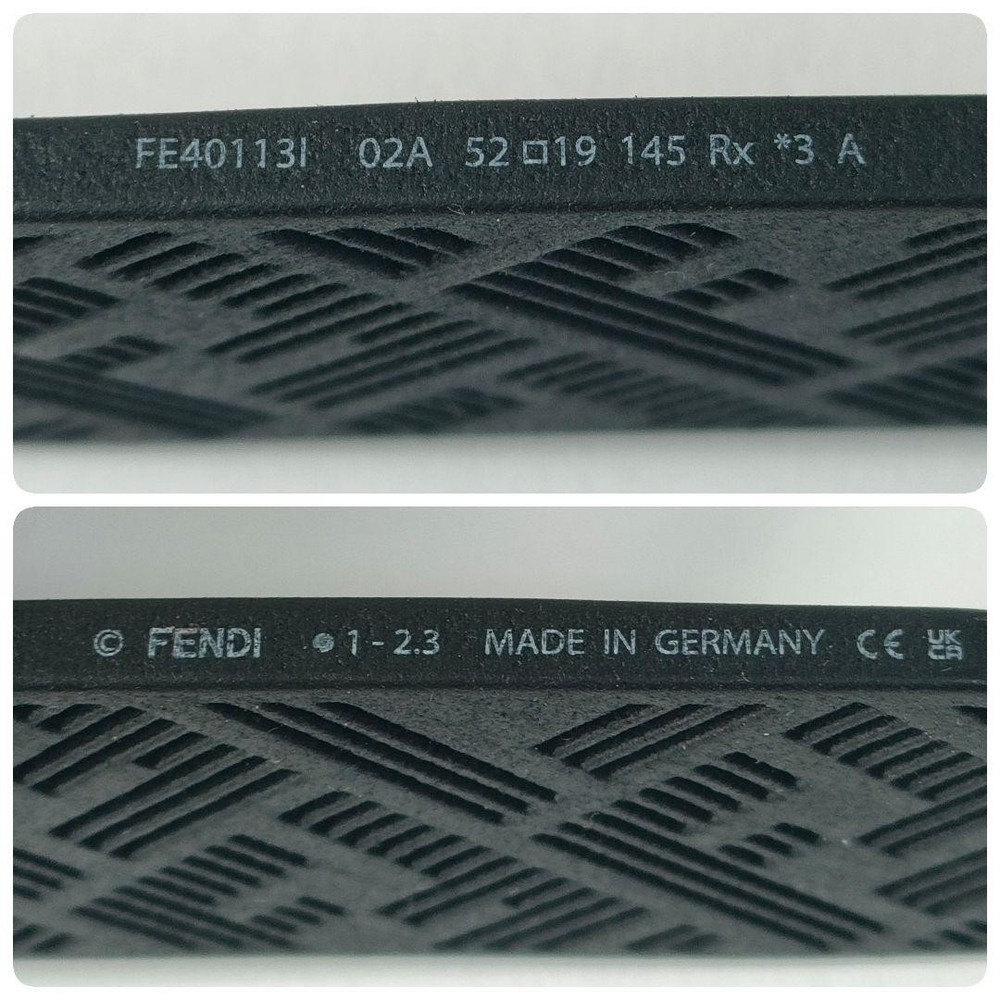 FE40113I 02A 52□19 145 Rx *3 A
© FENDI ●1-2.3 MADE IN GERMANY CE UKCA